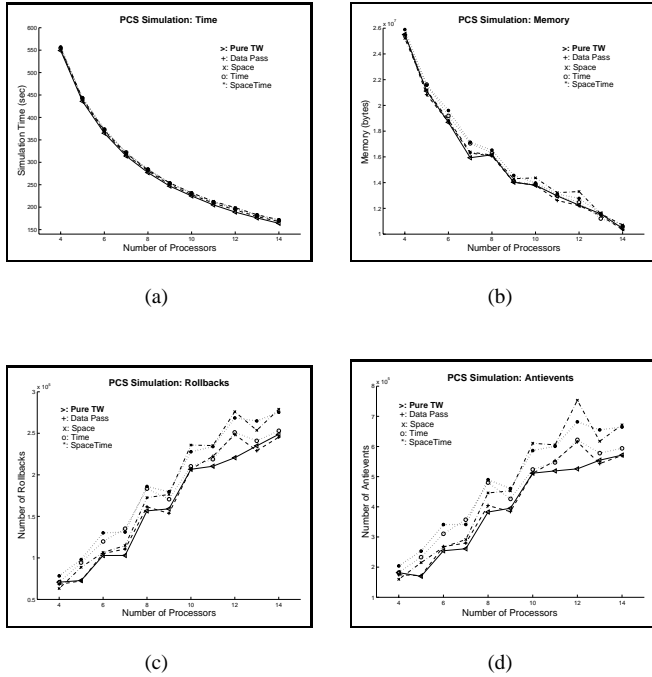 PCS Simulation: Time
>: Pure TW
+: Data Pass
x: Space
o: Time
*: SpaceTime
Simulation Time (sec)
600
550
500
450
400
350
300
250
200
150
4 6 8 10 12 14
Number of Processors
(a)
x 10⁷
PCS Simulation: Memory
>: Pure TW
+: Data Pass
x: Space
o: Time
*: SpaceTime
Memory (bytes)
2.6
2.4
2.2
2
1.8
1.6
1.4
1.2
1
4 6 8 10 12 14
Number of Processors
(b)
PCS Simulation: Rollbacks
>: Pure TW
+: Data Pass
x: Space
o: Time
*: SpaceTime
Number of Rollbacks
3
2.5
2
1.5
1
0.5
4 6 8 10 12 14
Number of Processors
(c)
PCS Simulation: Antievents
>: Pure TW
+: Data Pass
x: Space
o: Time
*: SpaceTime
Number of Antievents
8
7
6
5
4
3
2
1
4 6 8 10 12 14
Number of Processors
(d)